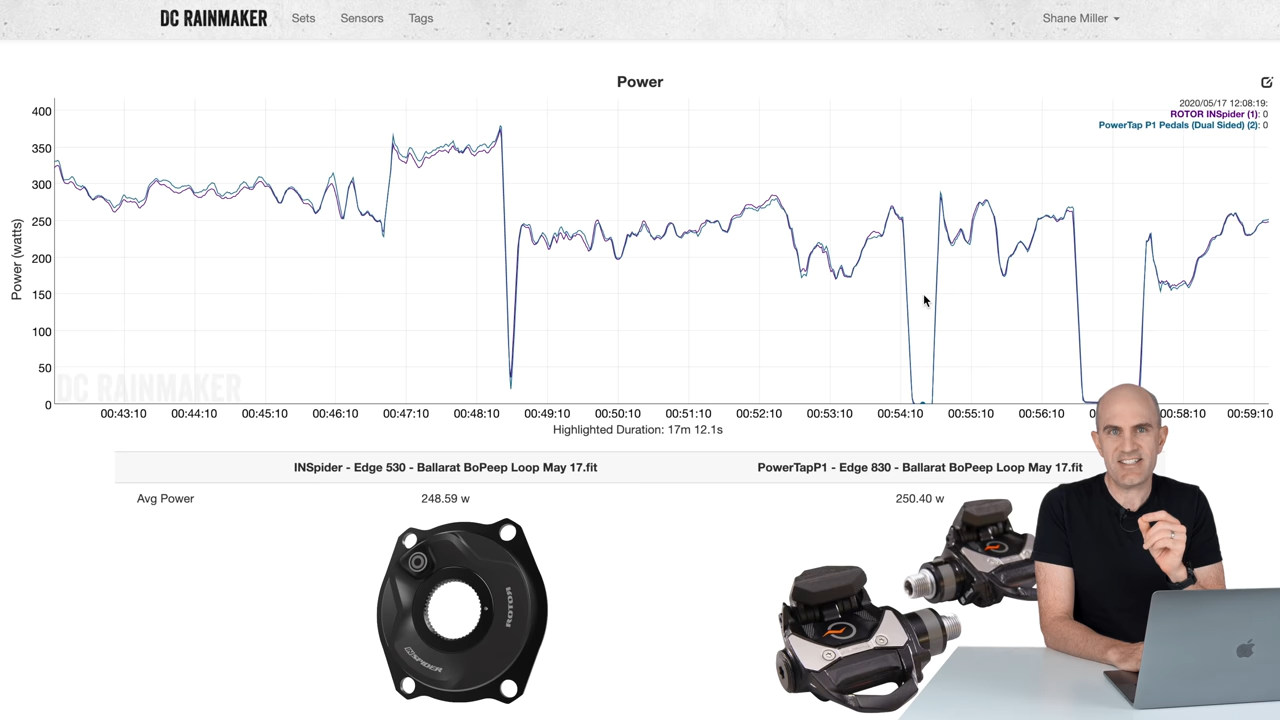 DC RAINMAKER Sets Sensors Tags Shane Miller
Power
2020/05/17 12:08:19:
ROTOR INSpider (1): 0
PowerTap P1 Pedals (Dual Sided) (2): 0
400
350
300
250
200
150
100
50
0
Power (watts)
DC RAINMAKER
00:43:10 00:44:10 00:45:10 00:46:10 00:47:10 00:48:10 00:49:10 00:50:10 00:51:10 00:52:10 00:53:10 00:54:10 00:55:10 00:56:10 00:58:10 00:59:10
Highlighted Duration: 17m 12.1s
INSpider - Edge 530 - Ballarat BoPeep Loop May 17.fit PowerTapP1 - Edge 830 - Ballarat BoPeep Loop May 17.fit
Avg Power 248.59 w 250.40 w
ROTOR
INSPIDER